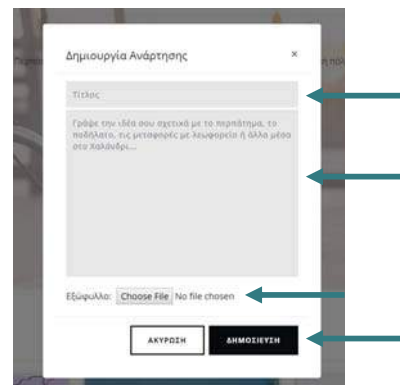 Δημιουργία Ανάρτησης ×
Τίτλος
Γράψε την ιδέα σου σχετικά με το περπάτημα, το
ποδήλατο, τις μεταφορές με λεωφορείο ή άλλα μέσα
στο Χαλάνδρι...
Εξώφυλλο: Choose File No file chosen
ΑΚΥΡΩΣΗ ΔΗΜΟΣΙΕΥΣΗ